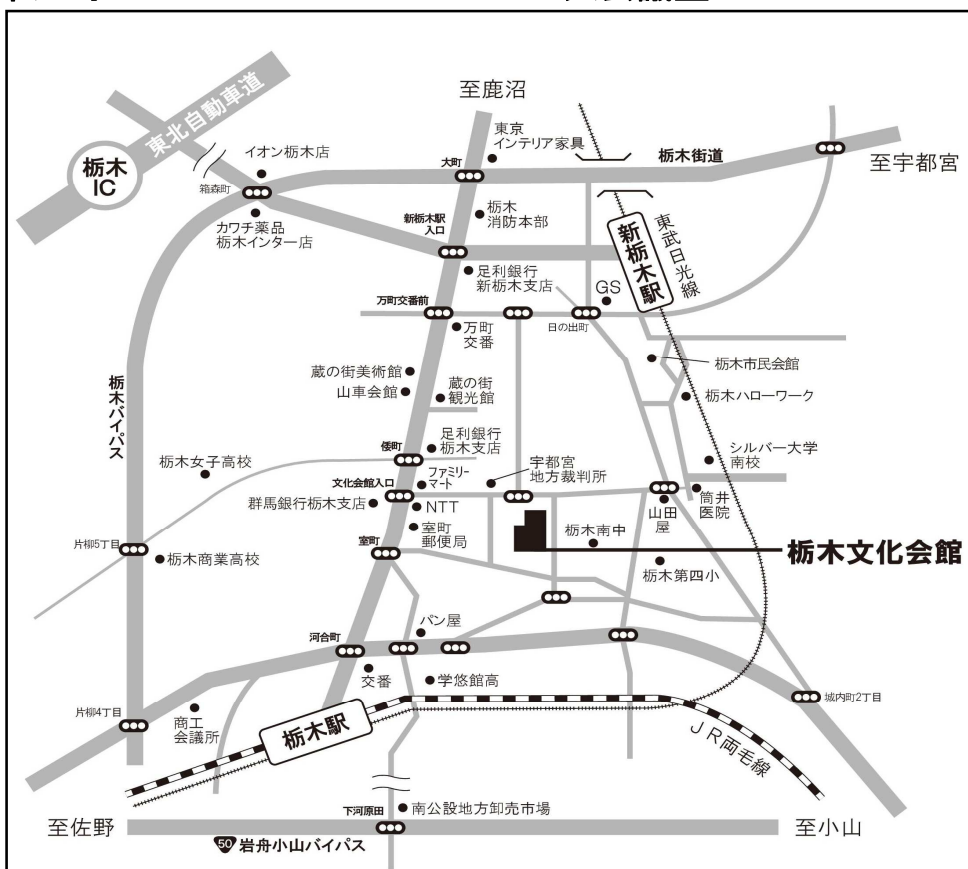 至鹿沼
東北自動車道
東京
インテリア家具
イオン栃木店
大町
栃木街道
至宇都宮
栃木
IC
箱森町
栃木
消防本部
カワチ薬品
栃木インター店
新栃木駅
入口
新栃木駅
東武日光線
足利銀行
新栃木支店
GS
万町交番前
万町
交番
日の出町
蔵の街美術館
山車会館
蔵の街
観光館
栃木市民会館
栃木ハローワーク
栃木バイパス
足利銀行
栃木支店
倭町
栃木女子高校
ファミリー
マート
宇都宮
地方裁判所
シルバー大学
南校
文化会館入口
群馬銀行栃木支店
NTT
山田
屋
筒井
医院
室町
郵便局
室町
栃木南中
片柳5丁目
栃木商業高校
栃木文化会館
栃木第四小
パン屋
河合町
交番
学悠館高
片柳4丁目
商工
会議所
城内町2丁目
栃木駅
JR両毛線
下河原田
南公設地方卸売市場
至佐野
至小山
50
岩舟小山バイパス